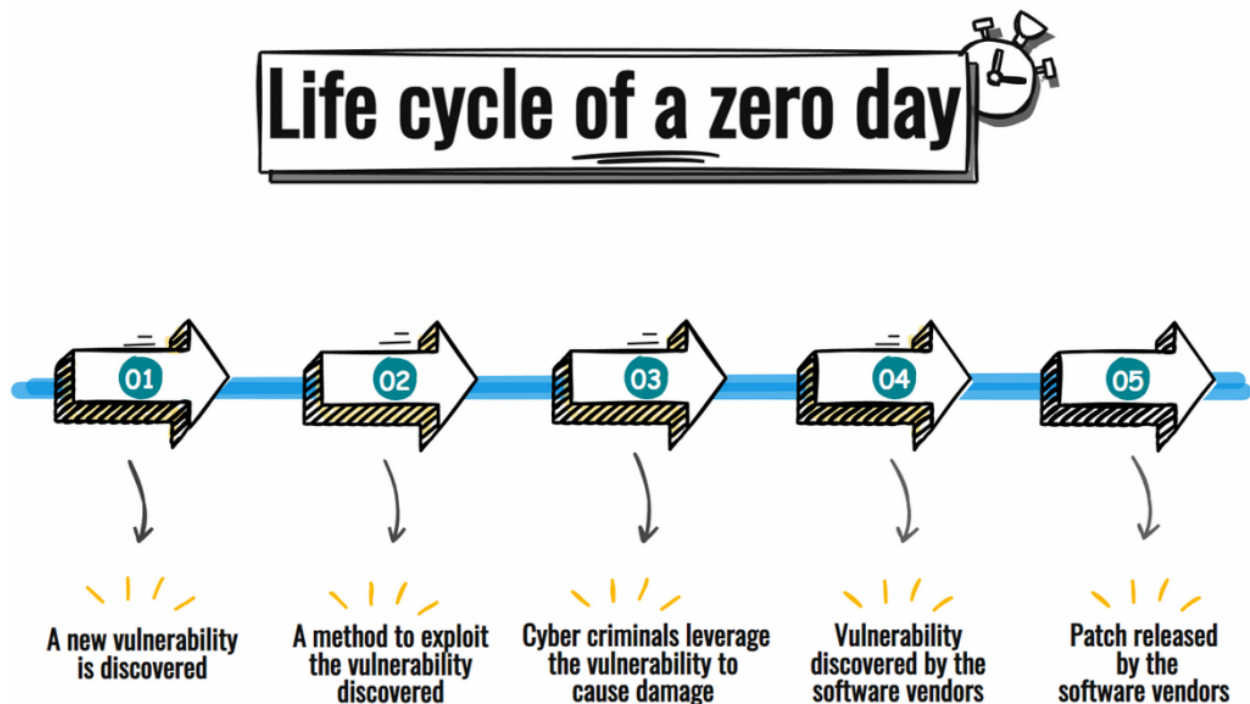 Life cycle of a zero day
01
02
03
04
05
A new vulnerability
is discovered
A method to exploit
the vulnerability
discovered
Cyber criminals leverage
the vulnerability to
cause damage
Vulnerability
discovered by the
software vendors
Patch released
by the
software vendors